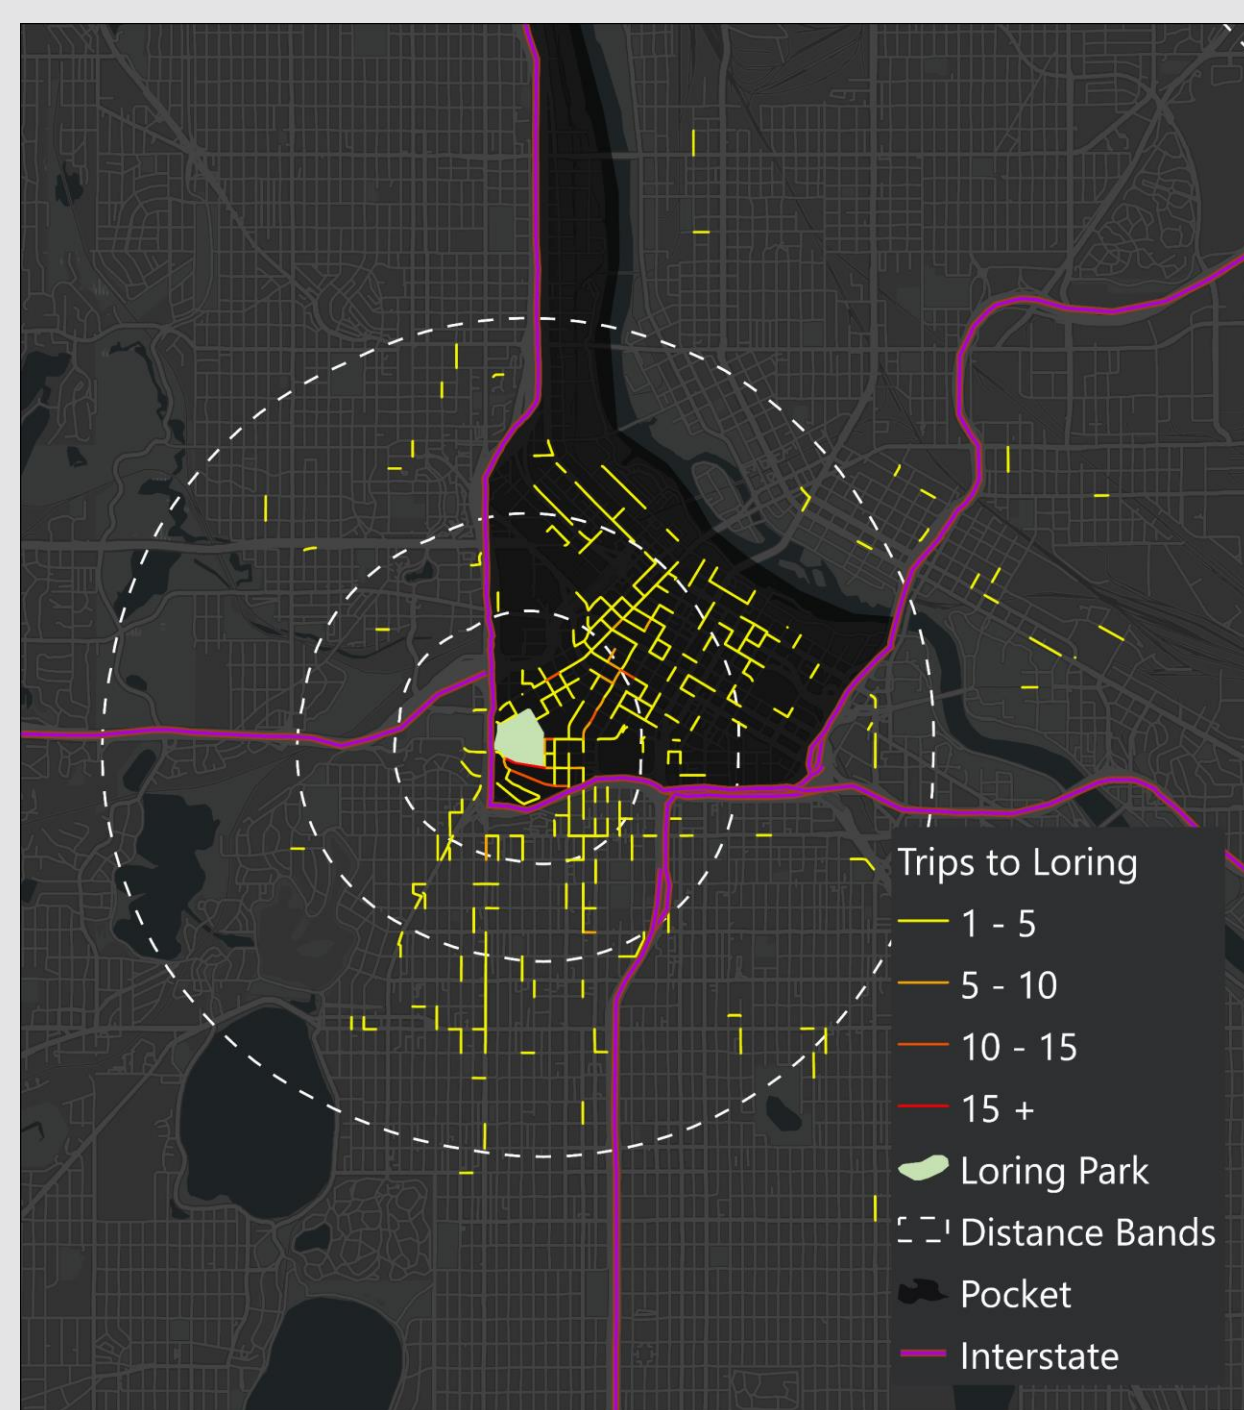 Trips to Loring
1 - 5
5 - 10
10 - 15
15 +
Loring Park
Distance Bands
Pocket
Interstate